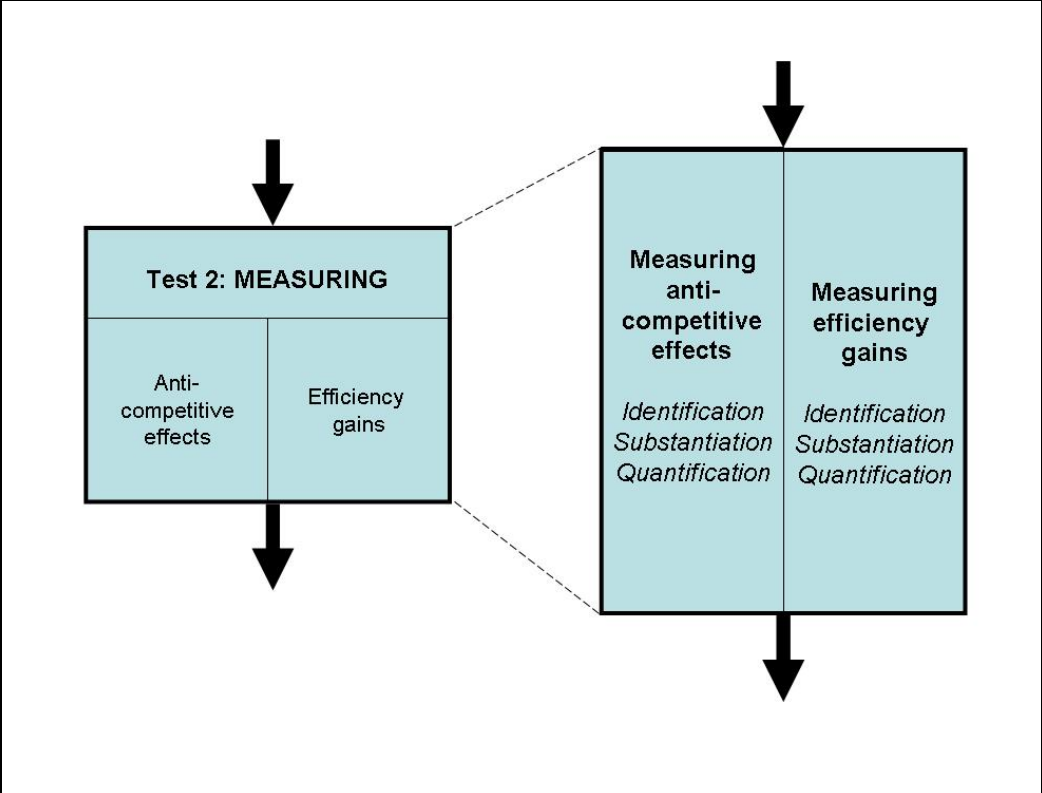 Test 2: MEASURING
Anti-
competitive
effects
Efficiency
gains
Measuring
anti-
competitive
effects
Identification
Substantiation
Quantification
Measuring
efficiency
gains
Identification
Substantiation
Quantification